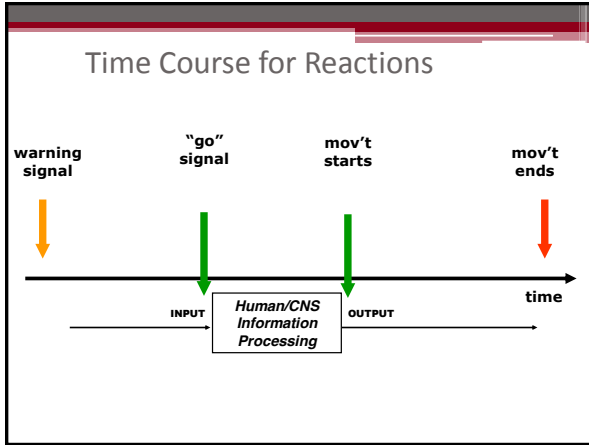 Time Course for Reactions
warning
signal
“go”
signal
mov’t
starts
mov’t
ends
time
INPUT
Human/CNS
Information
Processing
OUTPUT